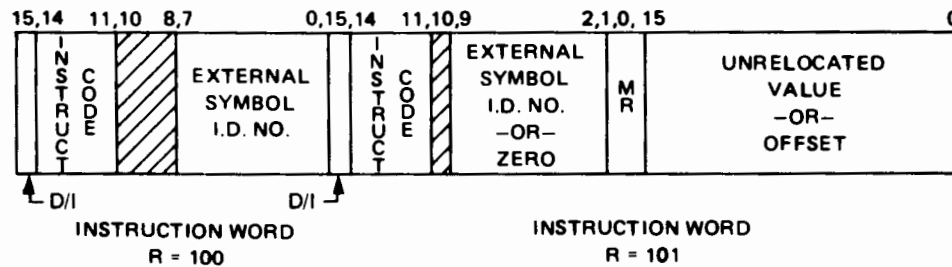 15,14 11,10 8,7 0,15,14 11,10,9 2,1,0, 15 0
INSTRUCT
CODE
EXTERNAL
SYMBOL
I.D. NO.
INSTRUCT
CODE
EXTERNAL
SYMBOL
I.D. NO.
—OR—
ZERO
MR
UNRELOCATED
VALUE
—OR—
OFFSET
D/I
D/I
INSTRUCTION WORD
R = 100
INSTRUCTION WORD
R = 101